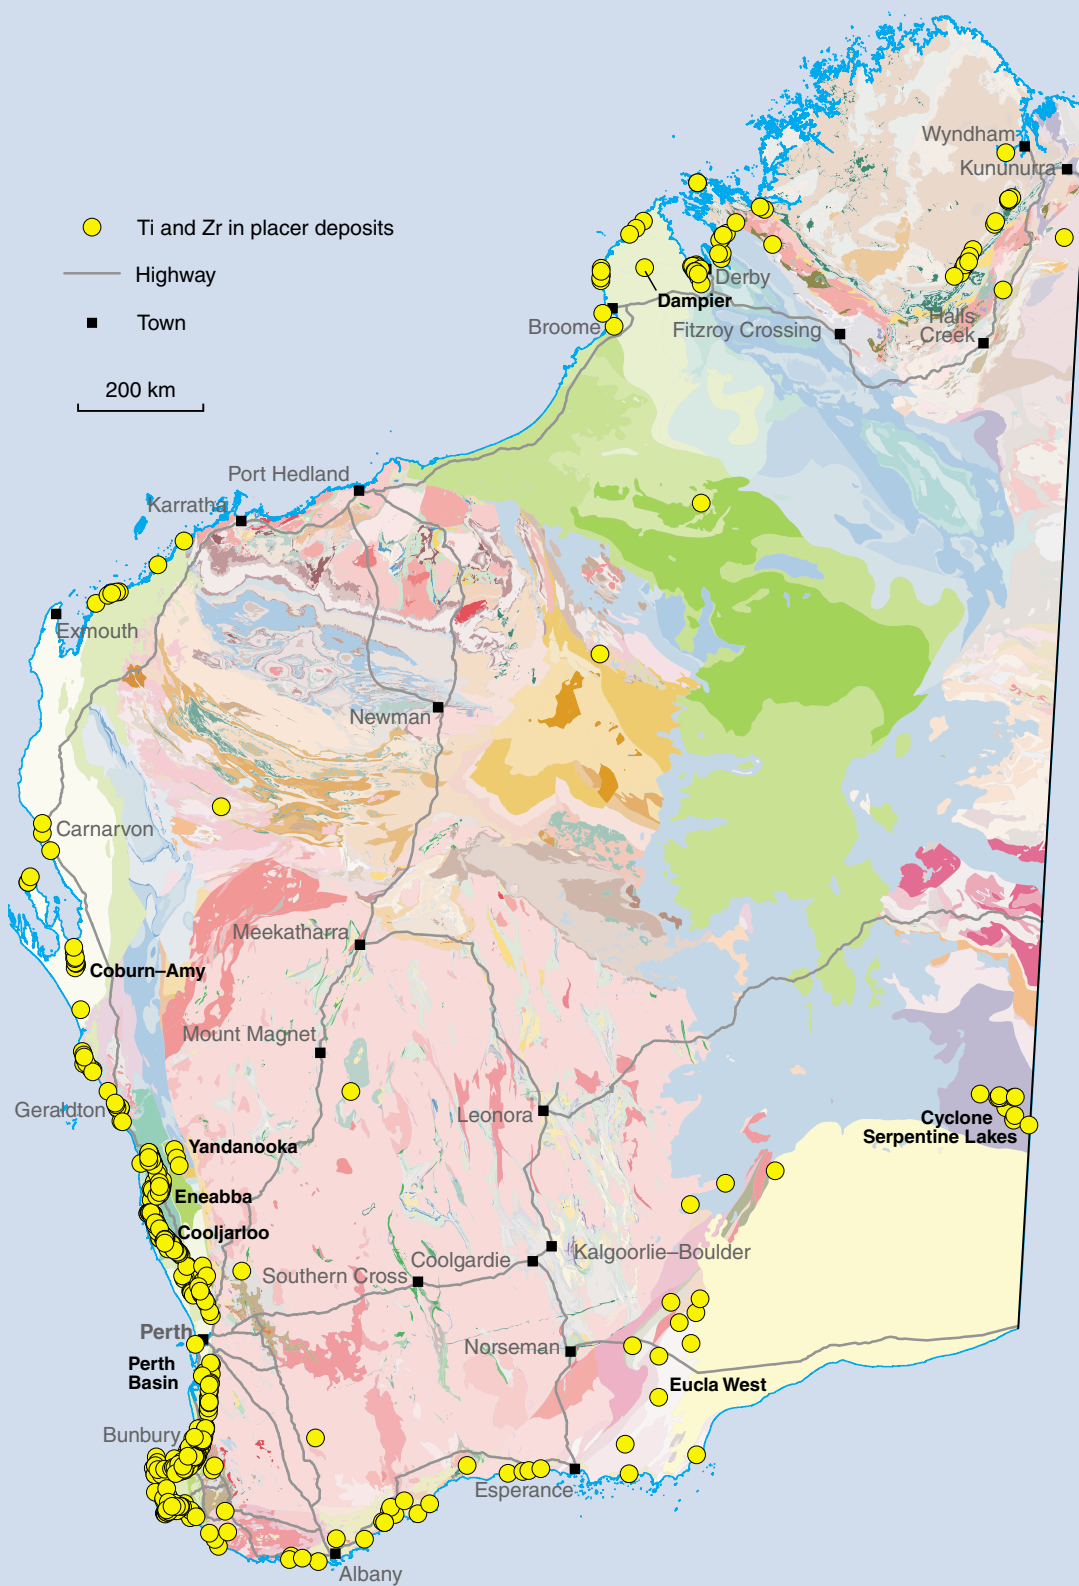 Wyndham
Kununurra
Ti and Zr in placer deposits
Highway
Derby
Dampier
Town
Broome
Fitzroy Crossing
Halls
Creek
200 km
Port Hedland
Karratha
Exmouth
Newman
Carnarvon
Meekatharra
Coburn–Amy
Mount Magnet
Geraldton
Leonora
Cyclone
Serpentine Lakes
Yandanooka
Eneabba
Cooljarloo
Kalgoorlie–Boulder
Coolgardie
Southern Cross
Perth
Norseman
Perth
Basin
Eucla West
Bunbury
Esperance
Albany